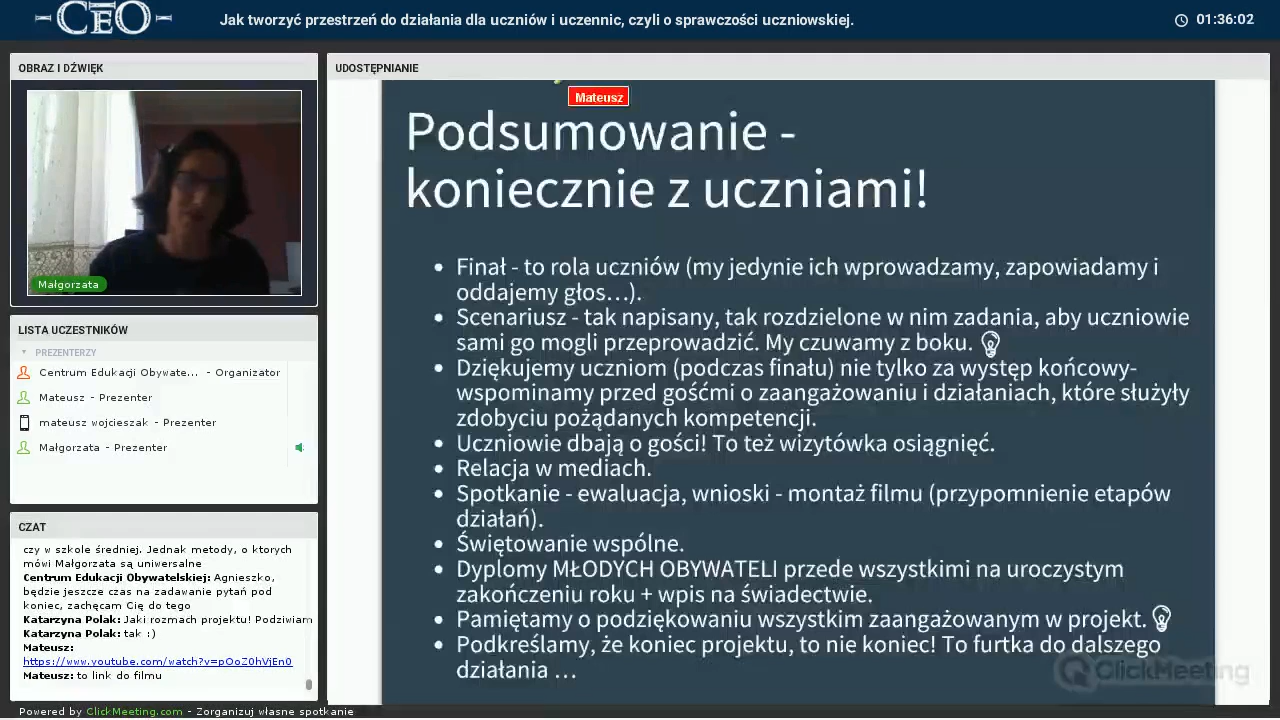 CEO
Jak tworzyć przestrzeń do działania dla uczniów i uczennic, czyli o sprawczości uczniowskiej.
01:36:02
OBRAZ I DŹWIĘK
Małgorzata
LISTA UCZESTNIKÓW
PREZENTERZY
Centrum Edukacji Obywate... - Organizator
Mateusz - Prezenter
mateusz wojcieszak - Prezenter
Małgorzata - Prezenter
CZAT
czy w szkole średniej. Jednak metody, o ktorych
mówi Małgorzata są uniwersalne
Centrum Edukacji Obywatelskiej: Agnieszko,
będzie jeszcze czas na zadawanie pytań pod
koniec, zachęcam Cię do tego
Katarzyna Polak: Jaki rozmach projektu! Podziwiam
Katarzyna Polak: tak :)
Mateusz:
https://www.youtube.com/watch?v=pOoZ0hVjEn0
Mateusz: to link do filmu
UDOSTĘPNIANIE
Mateusz
Podsumowanie -
koniecznie z uczniami!
• Finał - to rola uczniów (my jedynie ich wprowadzamy, zapowiadamy i
oddajemy głos...).
• Scenariusz - tak napisany, tak rozdzielone w nim zadania, aby uczniowie
sami go mogli przeprowadzić. My czuwamy z boku.
• Dziękujemy uczniom (podczas finału) nie tylko za występ końcowy-
wspominamy przed gośćmi o zaangażowaniu i działaniach, które służyły
zdobyciu pożądanych kompetencji.
• Uczniowie dbają o gości! To też wizytówka osiągnięć.
• Relacja w mediach.
• Spotkanie - ewaluacja, wnioski - montaż filmu (przypomnienie etapów
działań).
• Świętowanie wspólne.
• Dyplomy MŁODYCH OBYWATELI przede wszystkimi na uroczystym
zakończeniu roku + wpis na świadectwie.
• Pamiętamy o podziękowaniu wszystkim zaangażowanym w projekt.
• Podkreślamy, że koniec projektu, to nie koniec! To furtka do dalszego
działania ...
ClickMeeting
Powered by ClickMeeting.com - Zorganizuj własne spotkanie